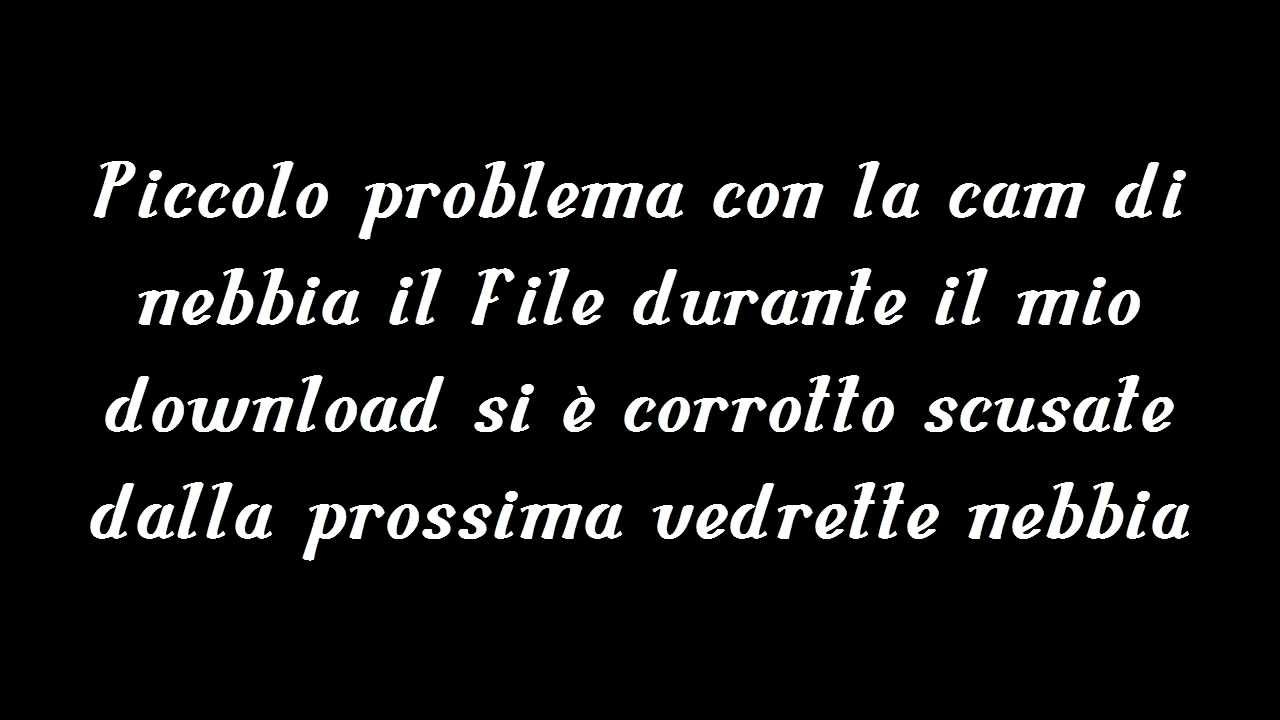 Piccolo problema con la cam di
nebbia il file durante il mio
download si è corrotto scusate
dalla prossima vedrette nebbia